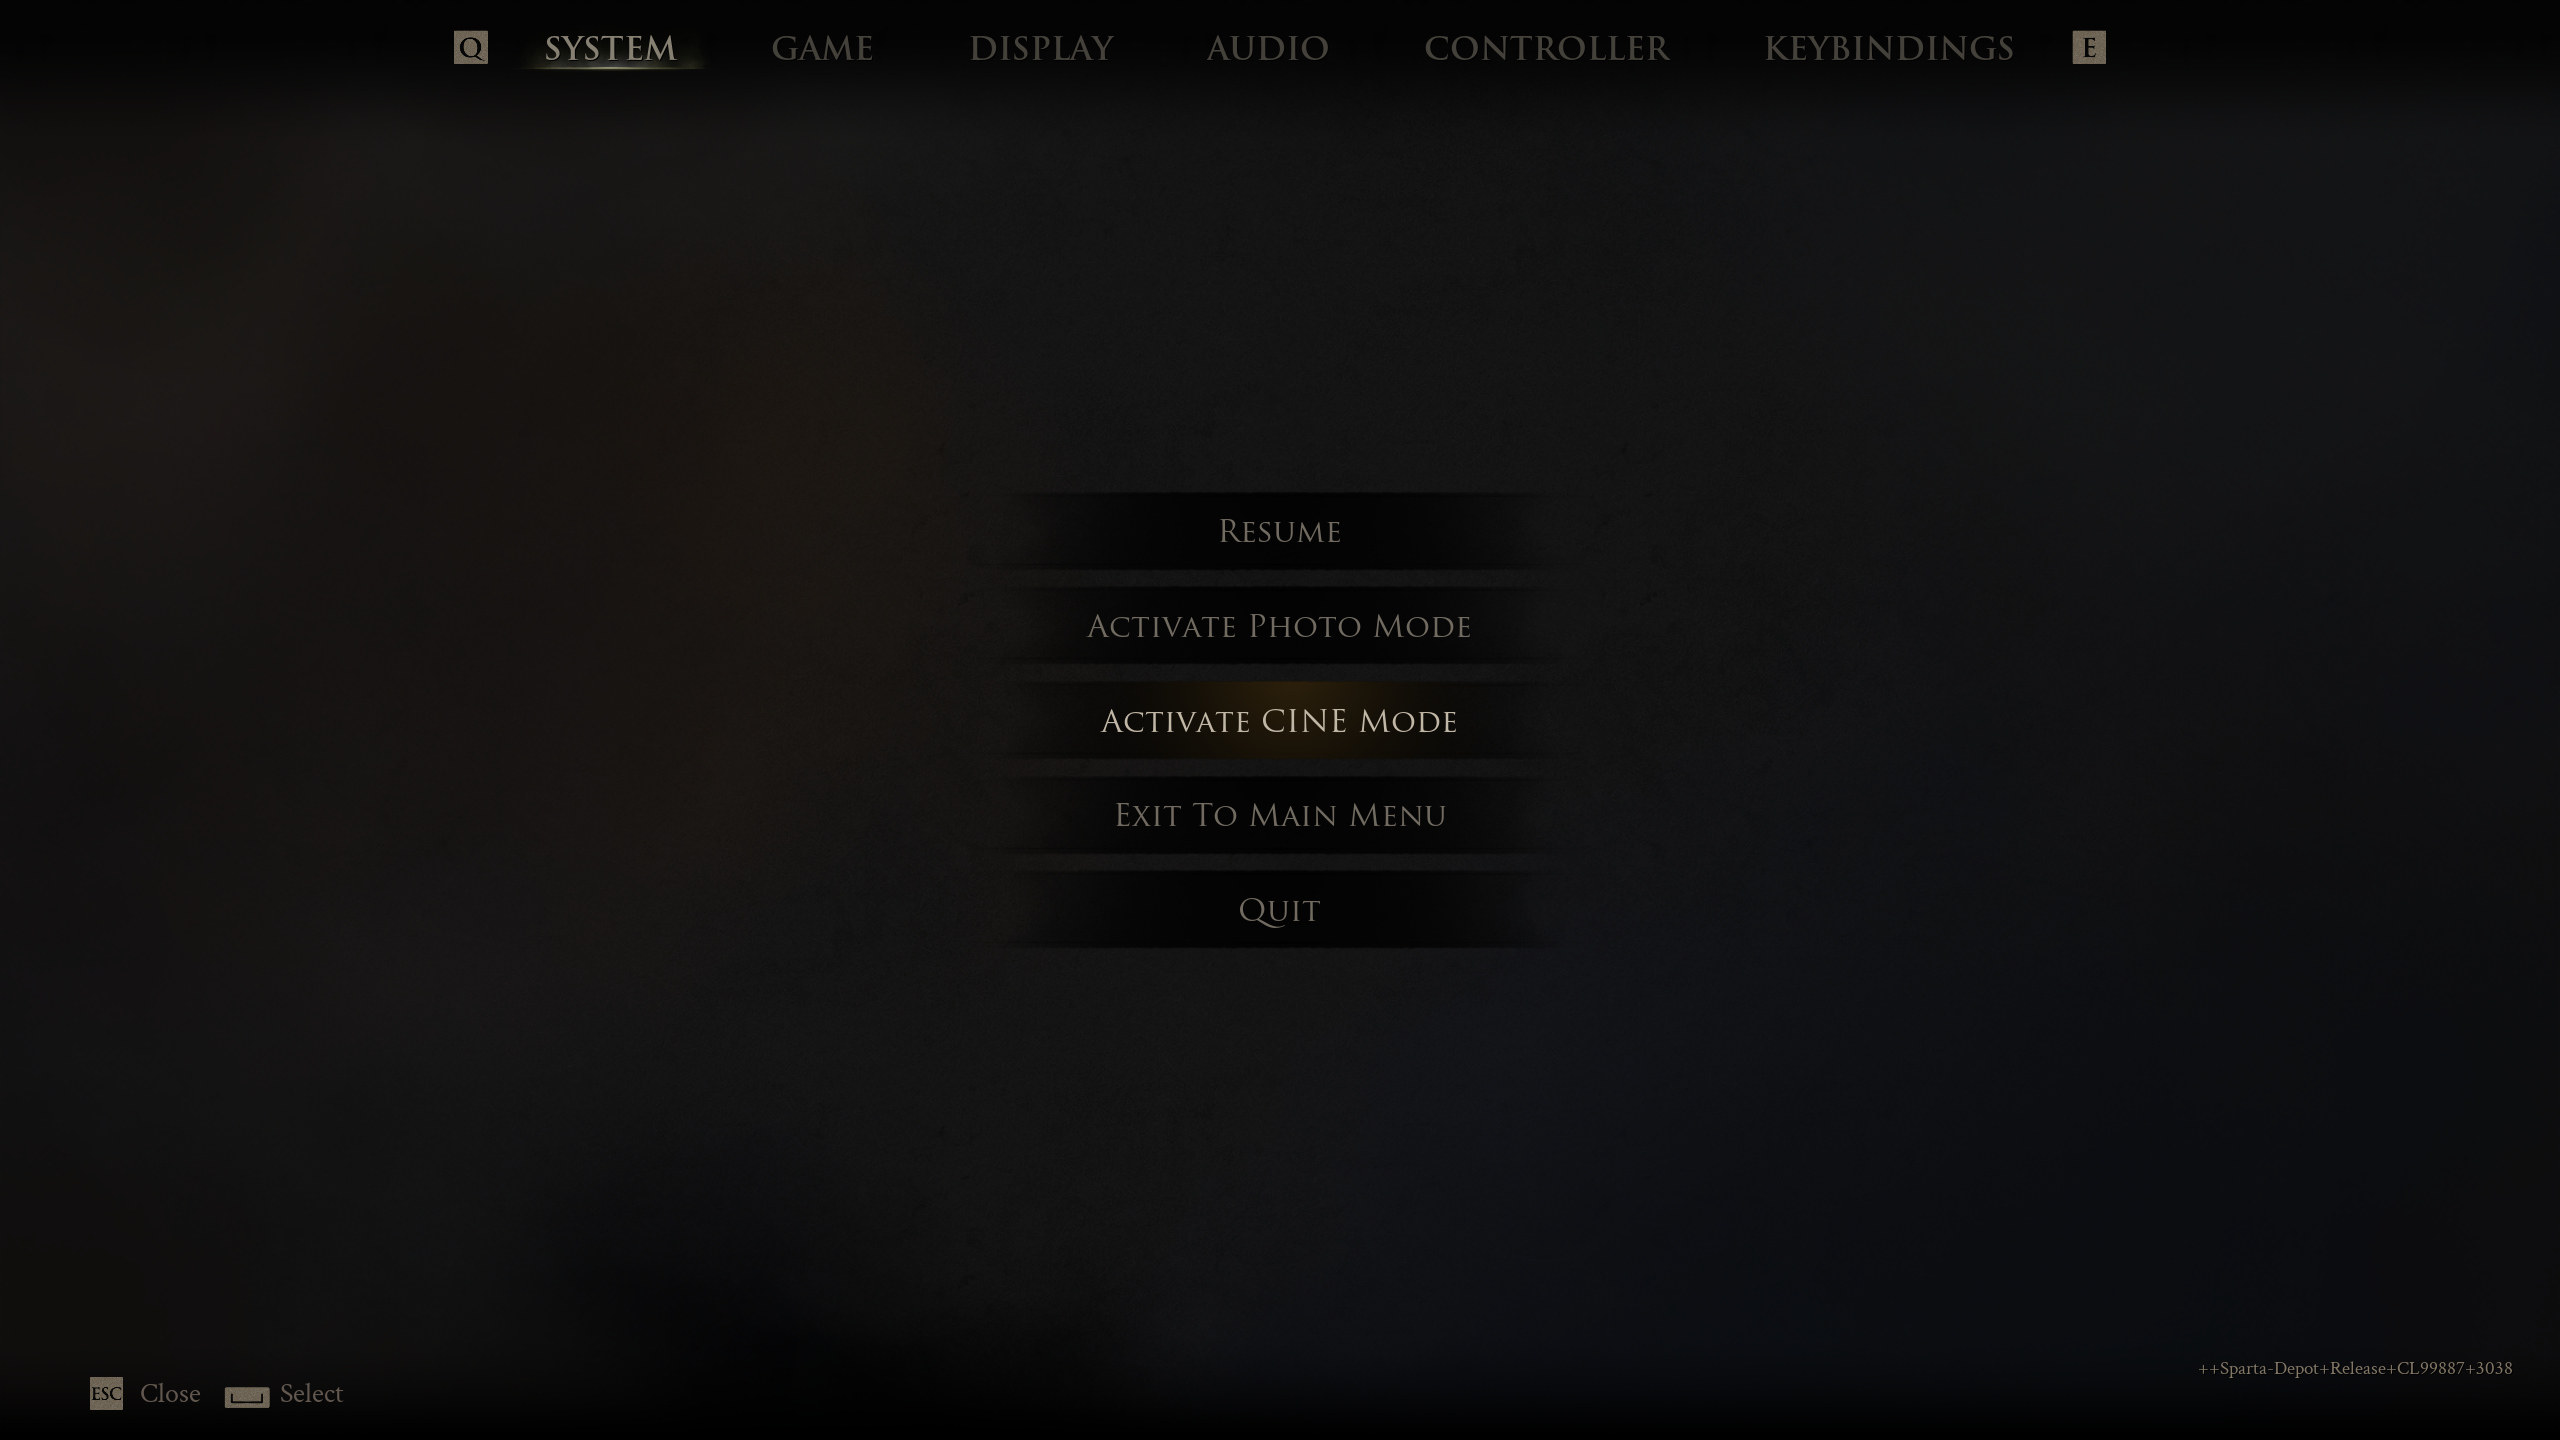 Q SYSTEM GAME DISPLAY AUDIO CONTROLLER KEYBINDINGS E
Resume
Activate Photo Mode
Activate CINE Mode
Exit To Main Menu
Quit
++Sparta-Depot+Release+CL99887+3038
ESC Close Select